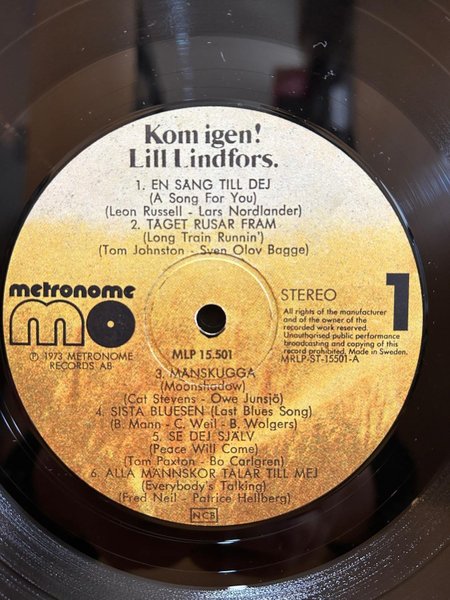 Kom igen!
Lill Lindfors.
1. EN SANG TILL DEJ
(A Song For You)
(Leon Russell - Lars Nordlander)
2. TÅGET RUSAR FRAM
(Long Train Runnin')
(Tom Johnston - Sven Olov Bagge)
metronome
mo
℗ 1973 METRONOME
RECORDS AB
MLP 15.501
STEREO
1
All rights of the manufacturer
and of the owner of the
recorded work reserved.
Unauthorised public performance
broadcasting and copying of this
record prohibited. Made in Sweden.
MRLP-ST-15501-A
3. MÅNSKUGGA
(Moonshadow)
(Cat Stevens - Owe Junsjö)
4. SISTA BLUESEN (Last Blues Song)
(B. Mann - C. Weil - B. Wolgers)
5. SE DEJ SJÄLV
(Peace Will Come)
(Tom Paxton - Bo Carlgren)
6. ALLA MÄNNSKOR TALAR TILL MEJ
(Everybody's Talking)
(Fred Neil - Patrice Hellberg)
NCB